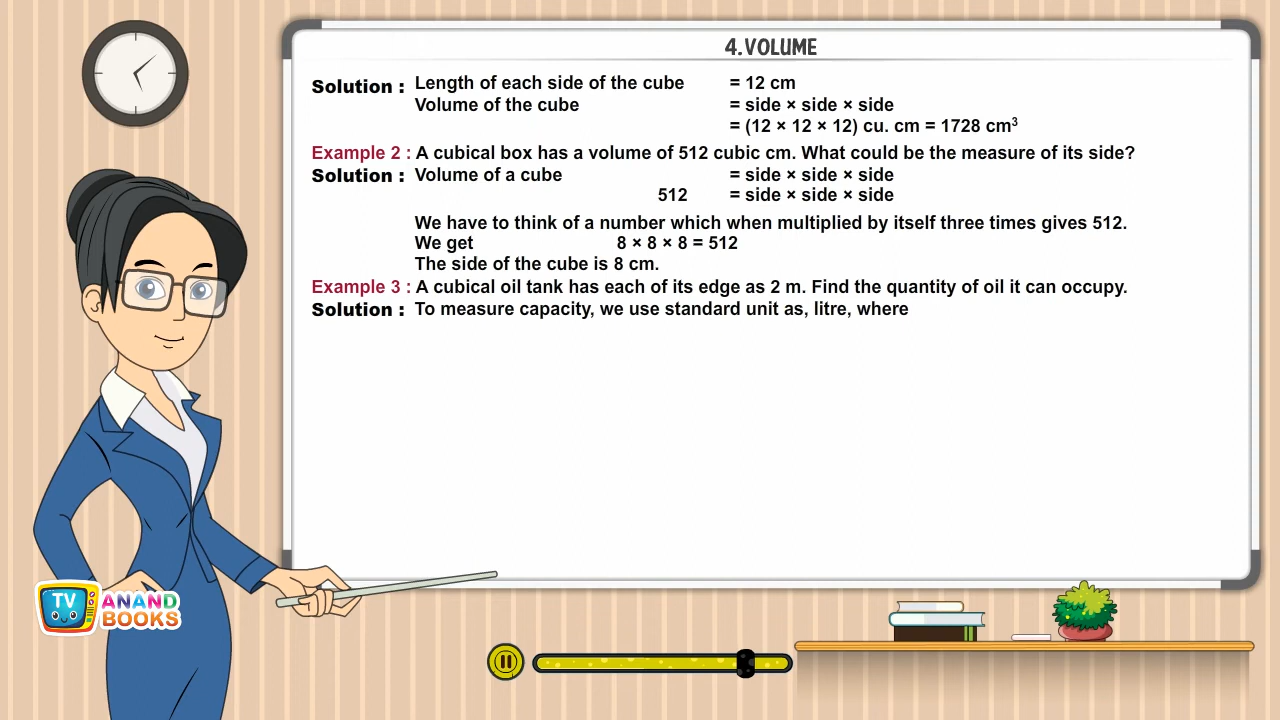 4.VOLUME
Solution : Length of each side of the cube = 12 cm
Volume of the cube = side × side × side
= (12 × 12 × 12) cu. cm = 1728 cm³
Example 2 : A cubical box has a volume of 512 cubic cm. What could be the measure of its side?
Solution : Volume of a cube = side × side × side
512 = side × side × side
We have to think of a number which when multiplied by itself three times gives 512.
We get 8 × 8 × 8 = 512
The side of the cube is 8 cm.
Example 3 : A cubical oil tank has each of its edge as 2 m. Find the quantity of oil it can occupy.
Solution : To measure capacity, we use standard unit as, litre, where
TV ANAND
BOOKS